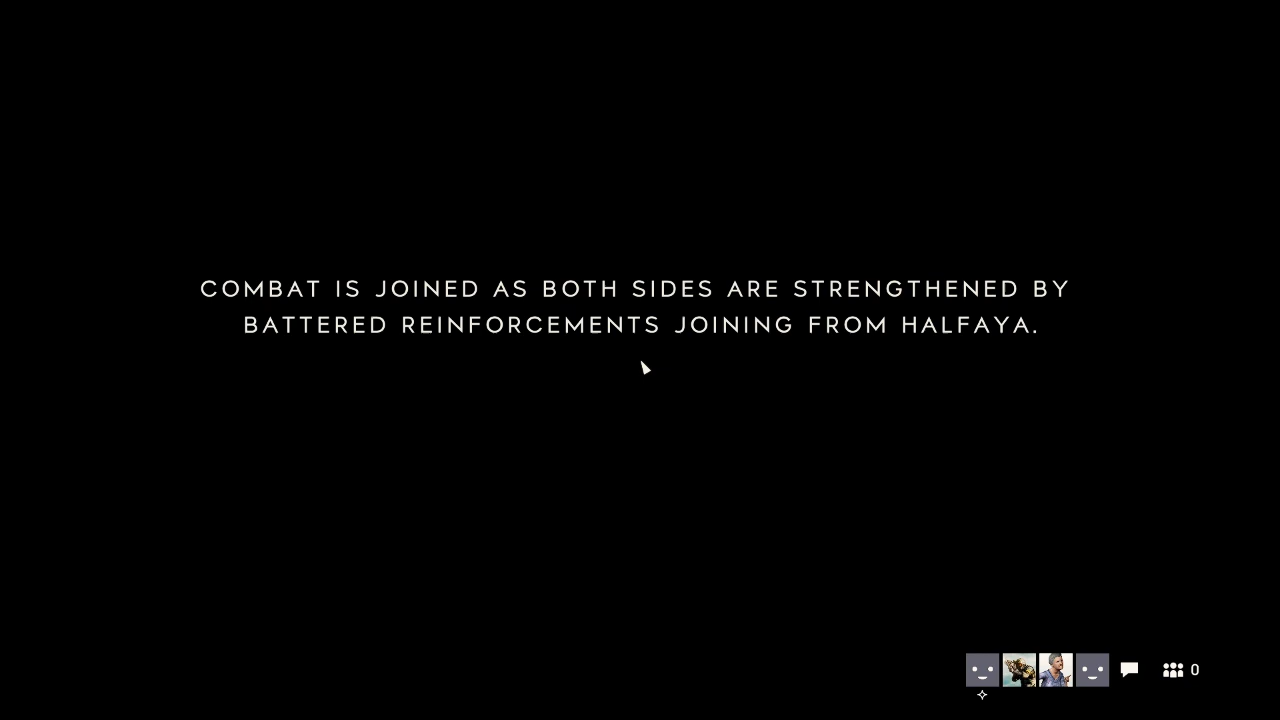 COMBAT IS JOINED AS BOTH SIDES ARE STRENGTHENED BY
BATTERED REINFORCEMENTS JOINING FROM HALFAYA.
0